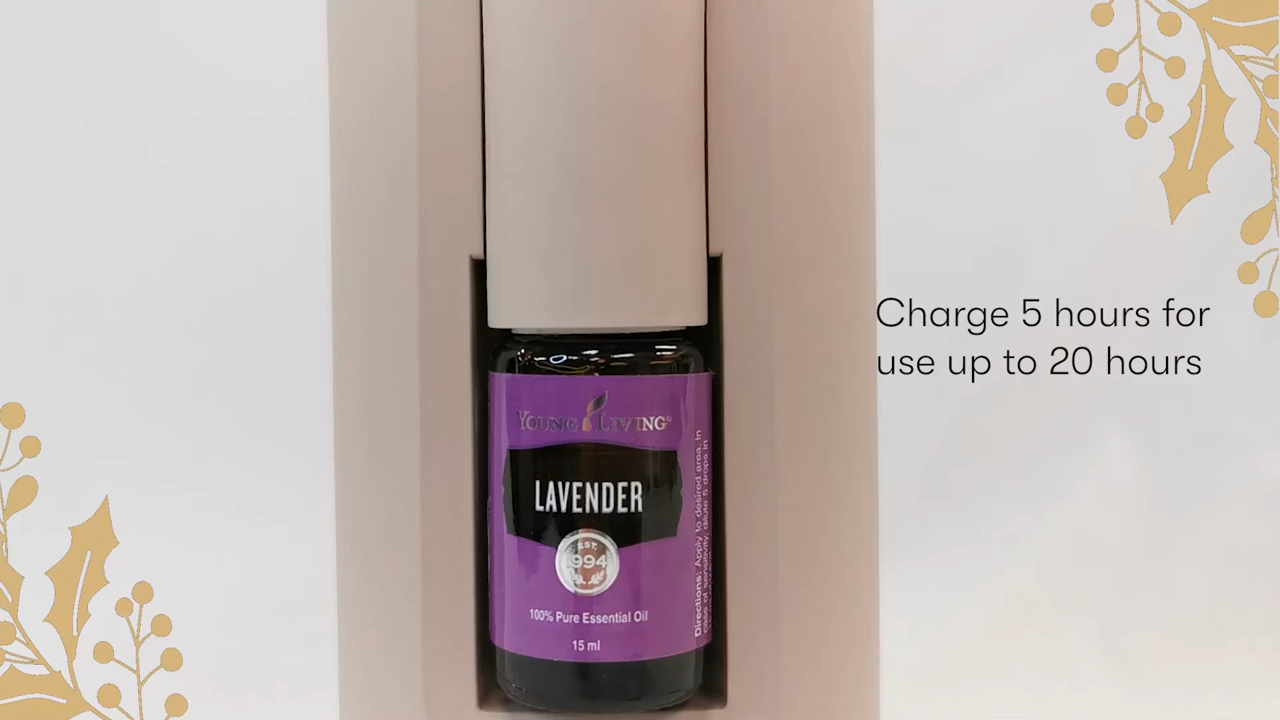 Charge 5 hours for
use up to 20 hours
YOUNG LIVING
LAVENDER
EST.
1994
100% Pure Essential Oil
15 ml
Directions: Apply to desired area. In
case of sensitivity, dilute 5 drops in